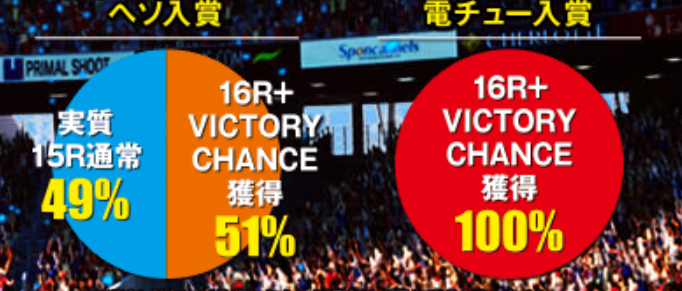 ヘソ入賞
電チュー入賞
PRIMAL SHOOT
実質
15R通常
49%
16R+
VICTORY
CHANCE
獲得
51%
16R+
VICTORY
CHANCE
獲得
100%